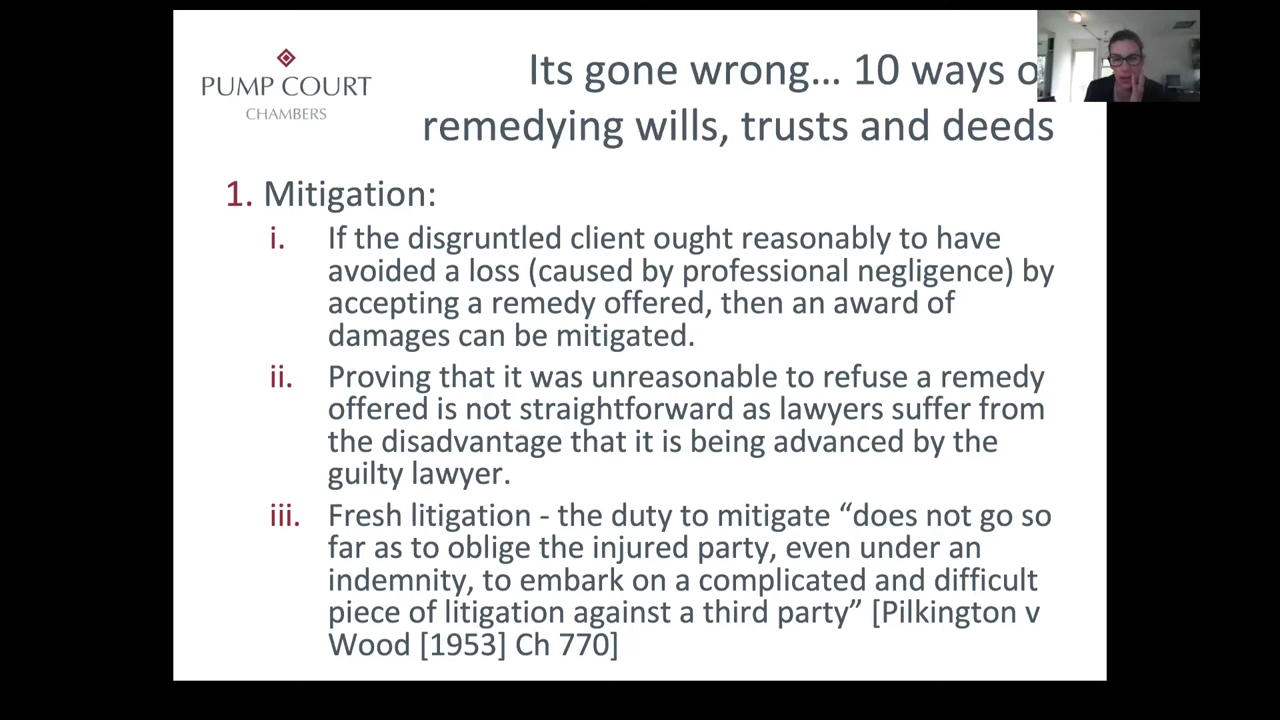 PUMP COURT
CHAMBERS
Its gone wrong... 10 ways o
remedying wills, trusts and deeds
1. Mitigation:
i. If the disgruntled client ought reasonably to have
avoided a loss (caused by professional negligence) by
accepting a remedy offered, then an award of
damages can be mitigated.
ii. Proving that it was unreasonable to refuse a remedy
offered is not straightforward as lawyers suffer from
the disadvantage that it is being advanced by the
guilty lawyer.
iii. Fresh litigation - the duty to mitigate “does not go so
far as to oblige the injured party, even under an
indemnity, to embark on a complicated and difficult
piece of litigation against a third party” [Pilkington v
Wood [1953] Ch 770]